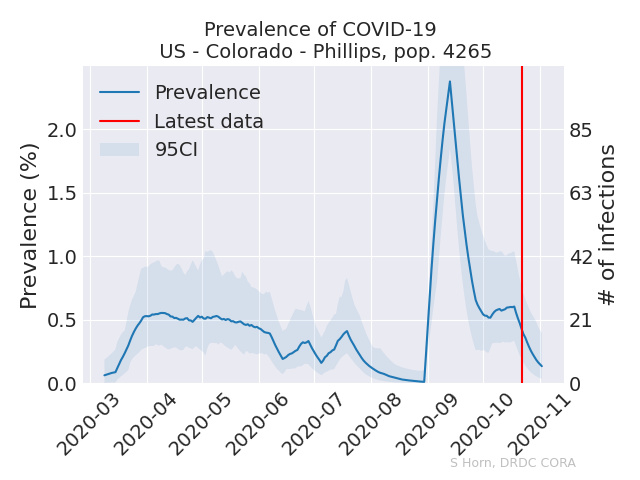 Prevalence of COVID-19
US - Colorado - Phillips, pop. 4265
Prevalence
Latest data
95CI
Prevalence (%)
2.0
1.5
1.0
0.5
0.0
85
63
42
21
0
# of infections
2020-03
2020-04
2020-05
2020-06
2020-07
2020-08
2020-09
2020-10
2020-11
S Horn, DRDC CORA